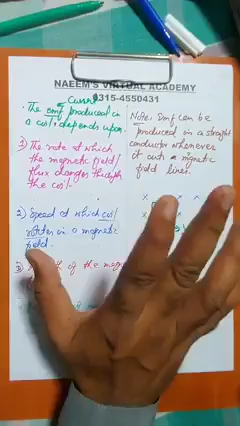 NAEEM'S VIRTUAL ACADEMY
0315-4550431
Current
. The emf produced in
a coil depends upon.
1) The rate at which
the magnetic field/
flux changes through
the coil.
2) Speed at which coil
rotates in a magnetic
field.
3)
of the mag
Note: Emf can be
produced in a straight
conductor whenever
it cuts magnetic
field lines.
x x x
x